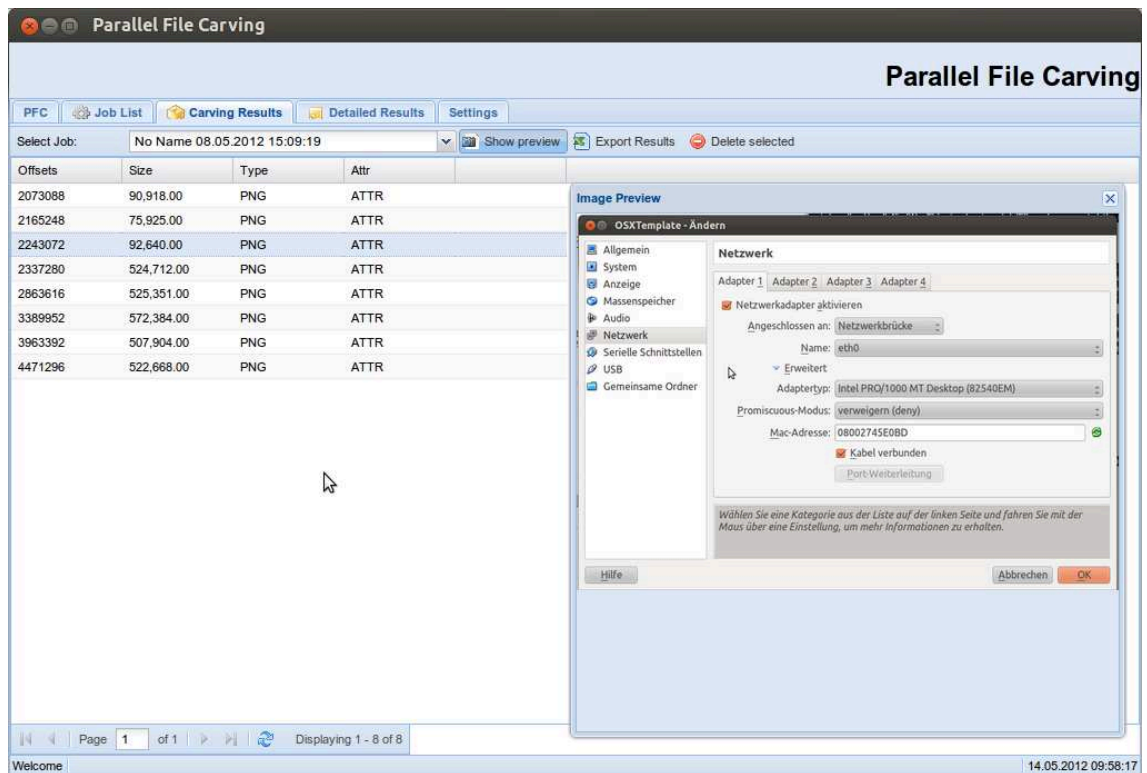 Parallel File Carving
Parallel File Carving
PFC Job List Carving Results Detailed Results Settings
Select Job: No Name 08.05.2012 15:09:19 Show preview Export Results Delete selected
Offsets Size Type Attr
2073088 90,918.00 PNG ATTR
2165248 75,925.00 PNG ATTR
2243072 92,640.00 PNG ATTR
2337280 524,712.00 PNG ATTR
2863616 525,351.00 PNG ATTR
3389952 572,384.00 PNG ATTR
3963392 507,904.00 PNG ATTR
4471296 522,668.00 PNG ATTR
Image Preview
OSXTemplate - Ändern
Allgemein
System
Anzeige
Massenspeicher
Audio
Netzwerk
Serielle Schnittstellen
USB
Gemeinsame Ordner
Netzwerk
Adapter 1 Adapter 2 Adapter 3 Adapter 4
Netzwerkadapter aktivieren
Angeschlossen an: Netzwerkbrücke
Name: eth0
Erweitert
Adaptertyp: Intel PRO/1000 MT Desktop (82540EM)
Promiscuous-Modus: verweigern (deny)
Mac-Adresse: 08002745E0BD
Kabel verbunden
Port-Weiterleitung
Wählen Sie eine Kategorie aus der Liste auf der linken Seite und fahren Sie mit der
Maus über eine Einstellung, um mehr Informationen zu erhalten.
Hilfe Abbrechen OK
Page 1 of 1 Displaying 1 - 8 of 8
Welcome 14.05.2012 09:58:17